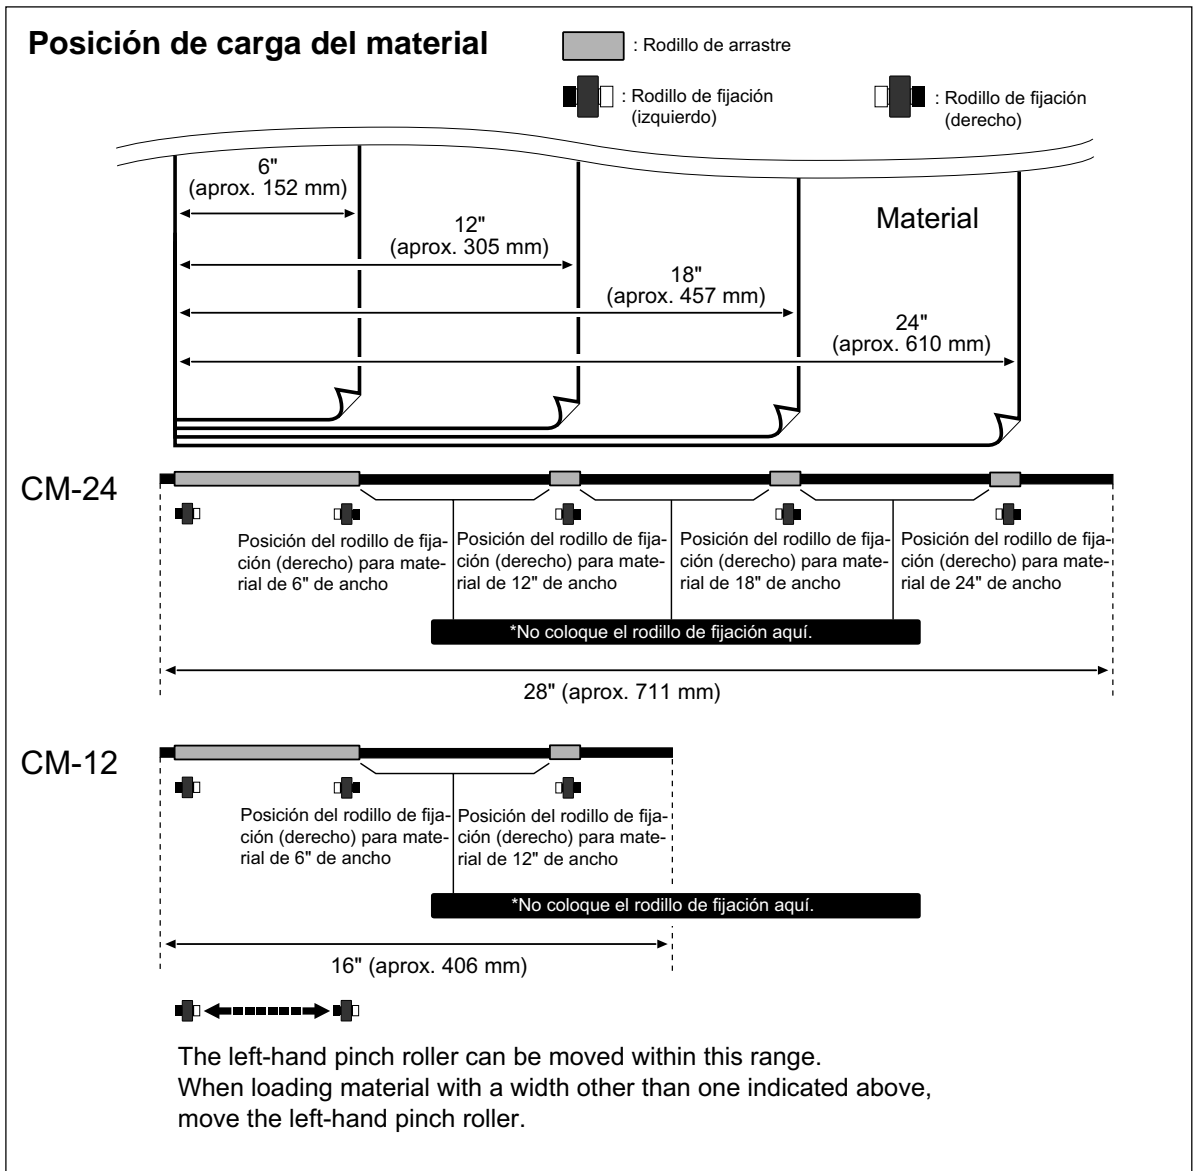 Posición de carga del material
: Rodillo de arrastre
: Rodillo de fijación
(izquierdo)
: Rodillo de fijación
(derecho)
6"
(aprox. 152 mm)
12"
(aprox. 305 mm)
18"
(aprox. 457 mm)
24"
(aprox. 610 mm)
Material
CM-24
Posición del rodillo de fija-
ción (derecho) para mate-
rial de 6" de ancho
Posición del rodillo de fija-
ción (derecho) para mate-
rial de 12" de ancho
Posición del rodillo de fija-
ción (derecho) para mate-
rial de 18" de ancho
Posición del rodillo de fija-
ción (derecho) para mate-
rial de 24" de ancho
*No coloque el rodillo de fijación aquí.
28" (aprox. 711 mm)
CM-12
Posición del rodillo de fija-
ción (derecho) para mate-
rial de 6" de ancho
Posición del rodillo de fija-
ción (derecho) para mate-
rial de 12" de ancho
*No coloque el rodillo de fijación aquí.
16" (aprox. 406 mm)
The left-hand pinch roller can be moved within this range.
When loading material with a width other than one indicated above,
move the left-hand pinch roller.